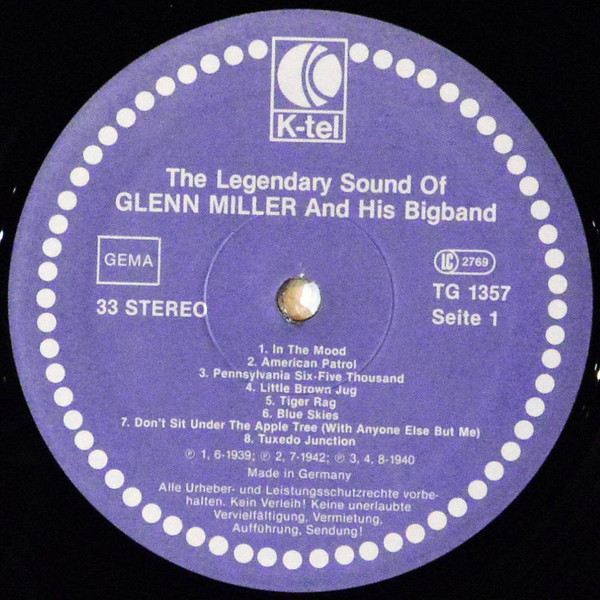 K-tel
The Legendary Sound Of
GLENN MILLER And His Bigband
GEMA
LC 2769
33 STEREO
TG 1357
Seite 1
1. In The Mood
2. American Patrol
3. Pennsylvania Six-Five Thousand
4. Little Brown Jug
5. Tiger Rag
6. Blue Skies
7. Don't Sit Under The Apple Tree (With Anyone Else But Me)
8. Tuxedo Junction
℗ 1, 6-1939; ℗ 2, 7-1942; ℗ 3, 4, 8-1940
Made in Germany
Alle Urheber- und Leistungsschutzrechte vorbe-
halten. Kein Verleih! Keine unerlaubte
Vervielfältigung, Vermietung,
Aufführung, Sendung!